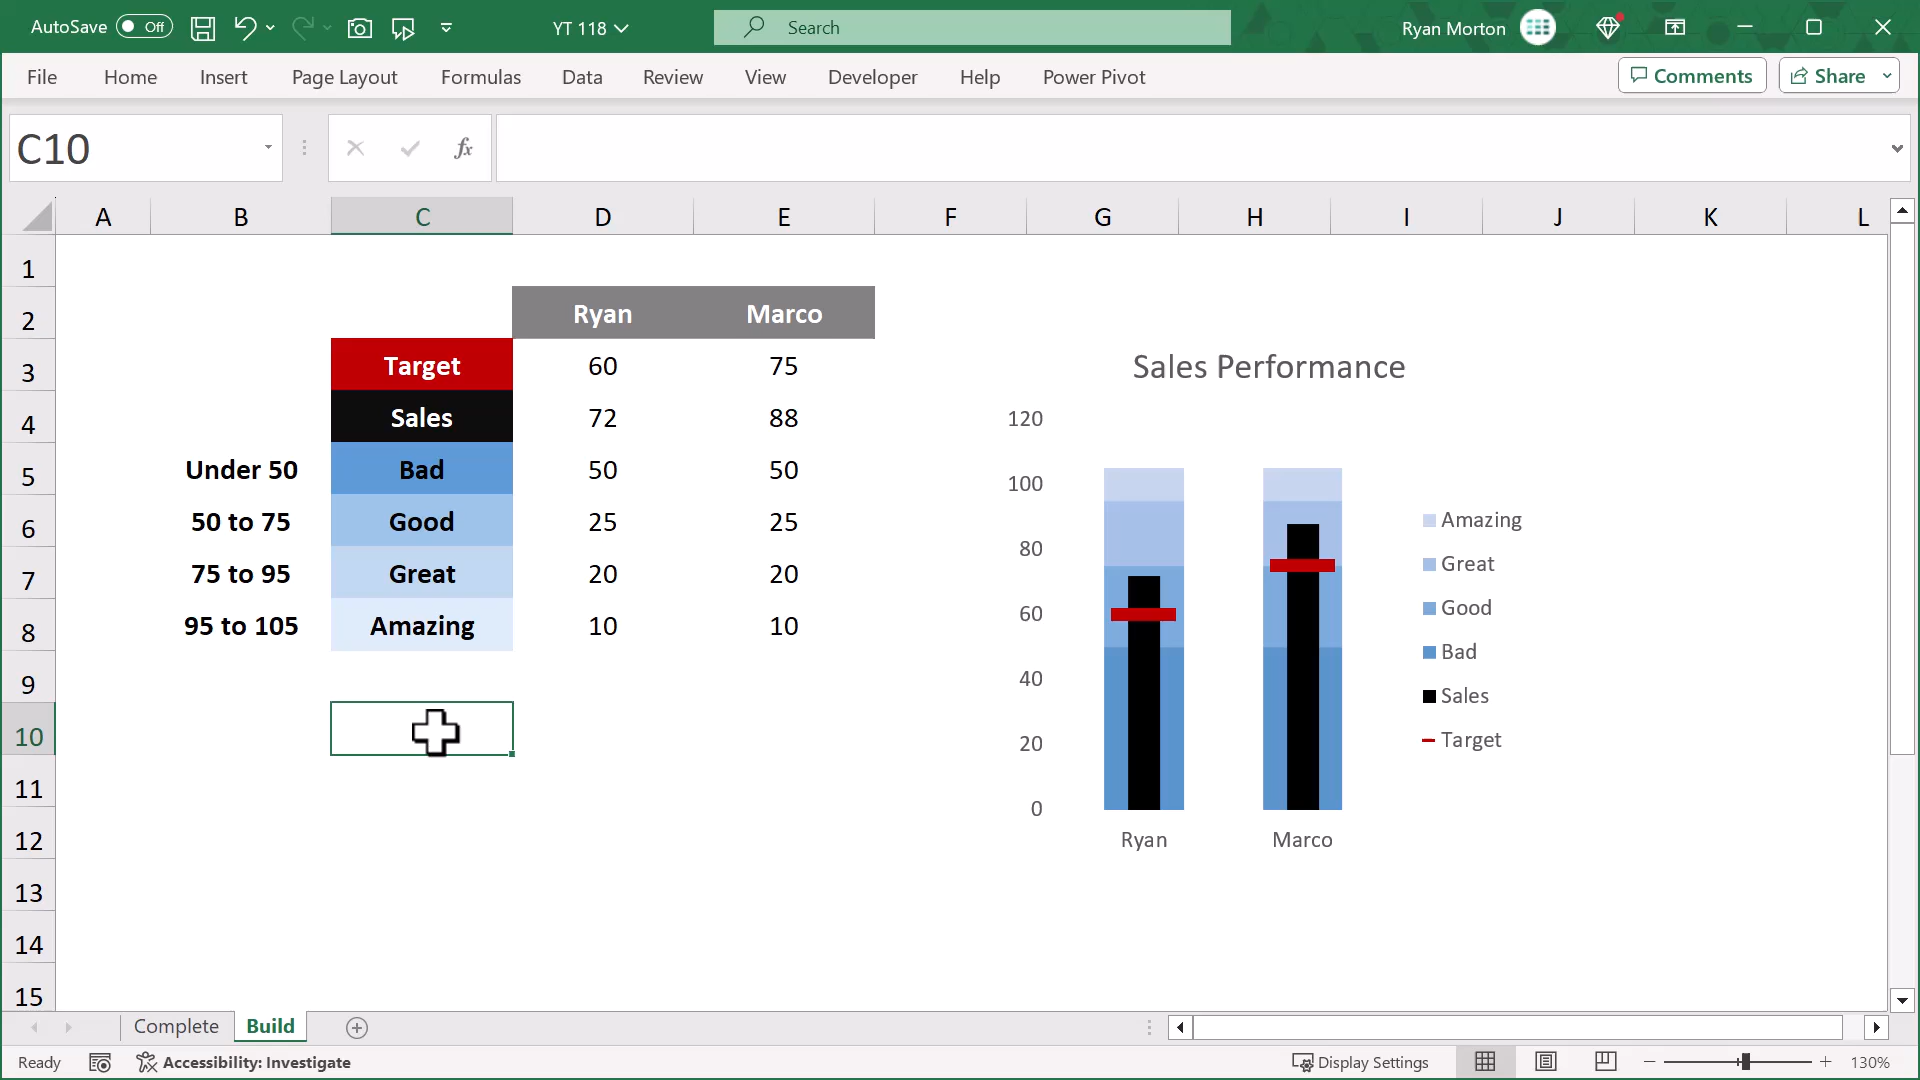 AutoSave Off YT 118 Search Ryan Morton
File Home Insert Page Layout Formulas Data Review View Developer Help Power Pivot Comments Share
C10 fx
A B C D E F G H I J K L
1
2 Ryan Marco
3 Target 60 75
4 Sales 72 88
5 Under 50 Bad 50 50
6 50 to 75 Good 25 25
7 75 to 95 Great 20 20
8 95 to 105 Amazing 10 10
9
10
11
12
13
14
15
Sales Performance
120
100
80
60
40
20
0
Ryan Marco
Amazing
Great
Good
Bad
Sales
Target
Complete Build
Ready Accessibility: Investigate Display Settings 130%